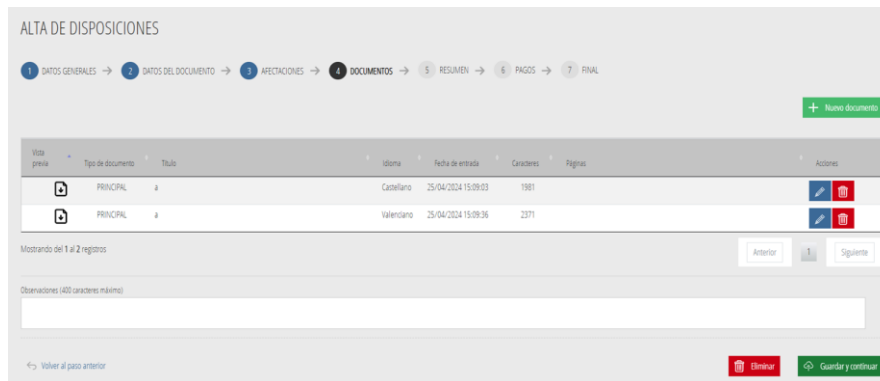 ALTA DE DISPOSICIONES
1 DATOS GENERALES → 2 DATOS DEL DOCUMENTO → 3 AFECTACIONES → 4 DOCUMENTOS → 5 RESUMEN → 6 PAGOS → 7 FINAL
+ Nuevo documento
Vista previa Tipo de documento Título Idioma Fecha de entrada Caracteres Páginas Acciones
PRINCIPAL a Castellano 25/04/2024 15:09:03 1981
PRINCIPAL a Valenciano 25/04/2024 15:09:36 2371
Mostrando del 1 al 2 registros Anterior 1 Siguiente
Observaciones (400 caracteres máximo)
Volver al paso anterior Eliminar Guardar y continuar